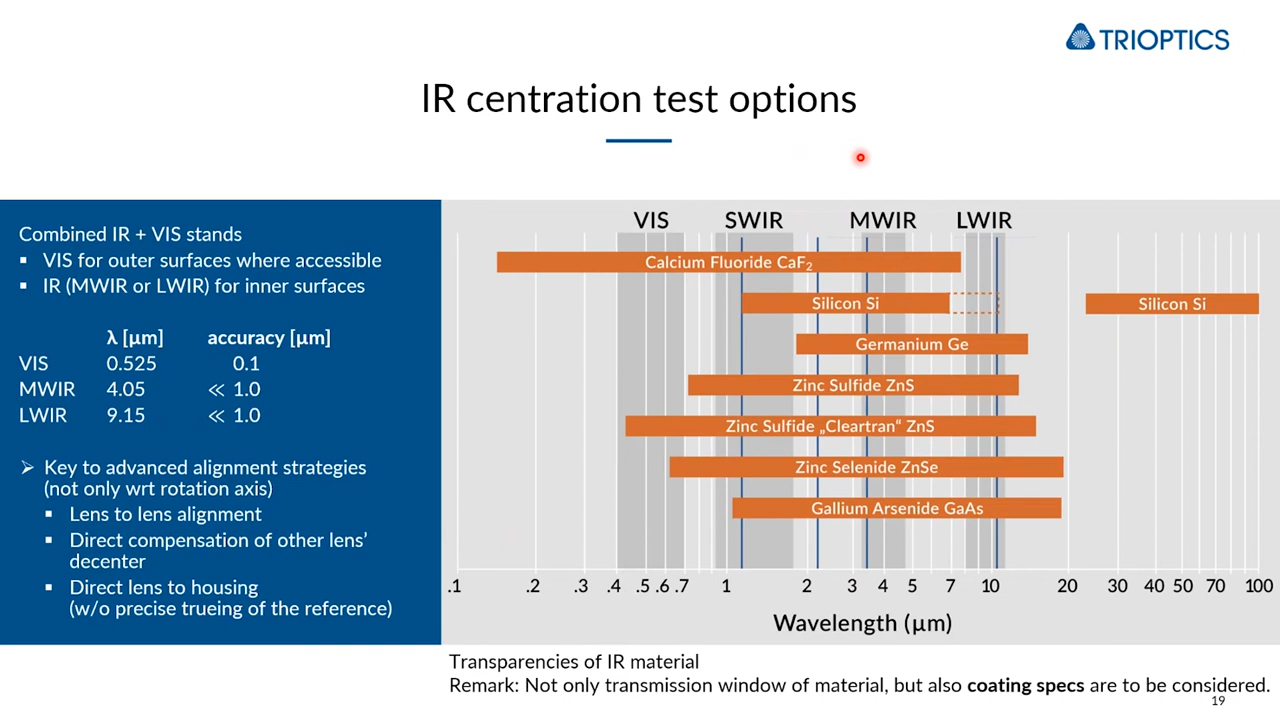 TRIOPTICS
IR centration test options
Combined IR + VIS stands
▪ VIS for outer surfaces where accessible
▪ IR (MWIR or LWIR) for inner surfaces
λ [µm] accuracy [µm]
VIS 0.525 0.1
MWIR 4.05 ≪ 1.0
LWIR 9.15 ≪ 1.0
➢ Key to advanced alignment strategies
(not only wrt rotation axis)
▪ Lens to lens alignment
▪ Direct compensation of other lens’
decenter
▪ Direct lens to housing
(w/o precise trueing of the reference)
VIS SWIR MWIR LWIR
Calcium Fluoride CaF₂
Silicon Si Silicon Si
Germanium Ge
Zinc Sulfide ZnS
Zinc Sulfide „Cleartran“ ZnS
Zinc Selenide ZnSe
Gallium Arsenide GaAs
.1 .2 .3 .4 .5 .6 .7 1 2 3 4 5 7 10 20 30 40 50 70 100
Wavelength (µm)
Transparencies of IR material
Remark: Not only transmission window of material, but also coating specs are to be considered.
19